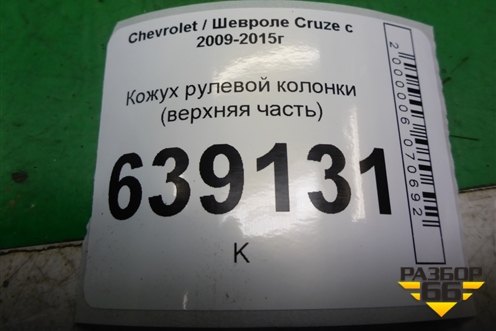 Chevrolet / Шевроле Cruze с
2009-2015г
Кожух рулевой колонки
(верхняя часть)
639131
К
2000006070692
РАЗБОР
66